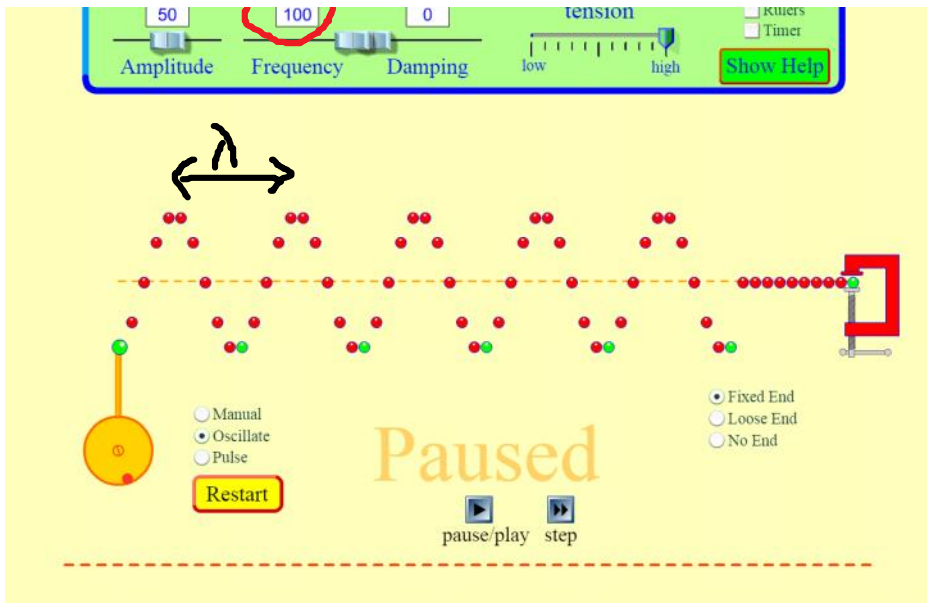 50 100 0 tension Rulers
Timer
Amplitude Frequency Damping low high Show Help
λ
Manual Fixed End
Oscillate Loose End
Pulse No End
Paused
Restart
pause/play step